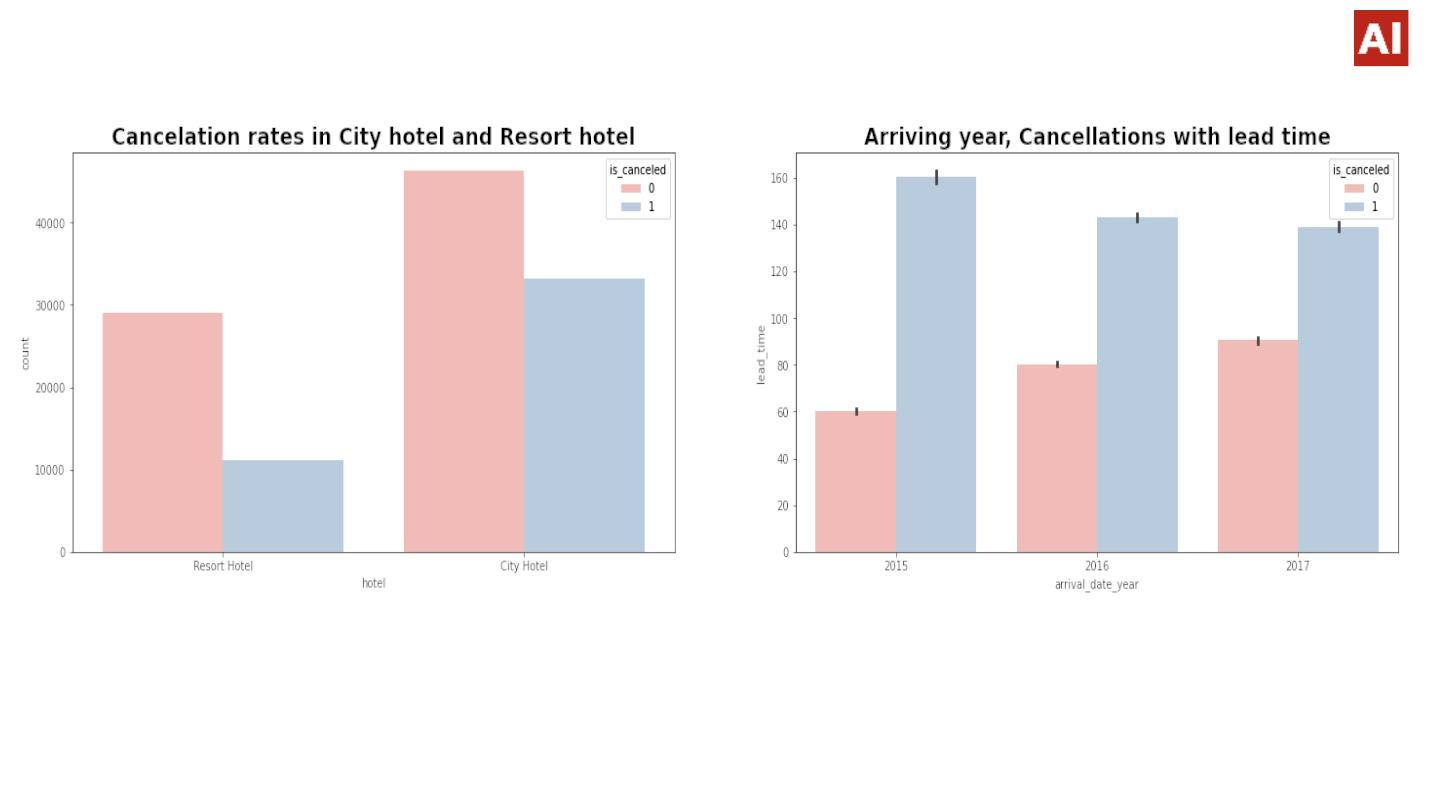 AI
Cancelation rates in City hotel and Resort hotel
is_canceled
0
1
40000
30000
20000
10000
0
count
Resort Hotel
City Hotel
hotel
Arriving year, Cancellations with lead time
is_canceled
0
1
160
140
120
100
80
60
40
20
0
lead_time
2015
2016
2017
arrival_date_year